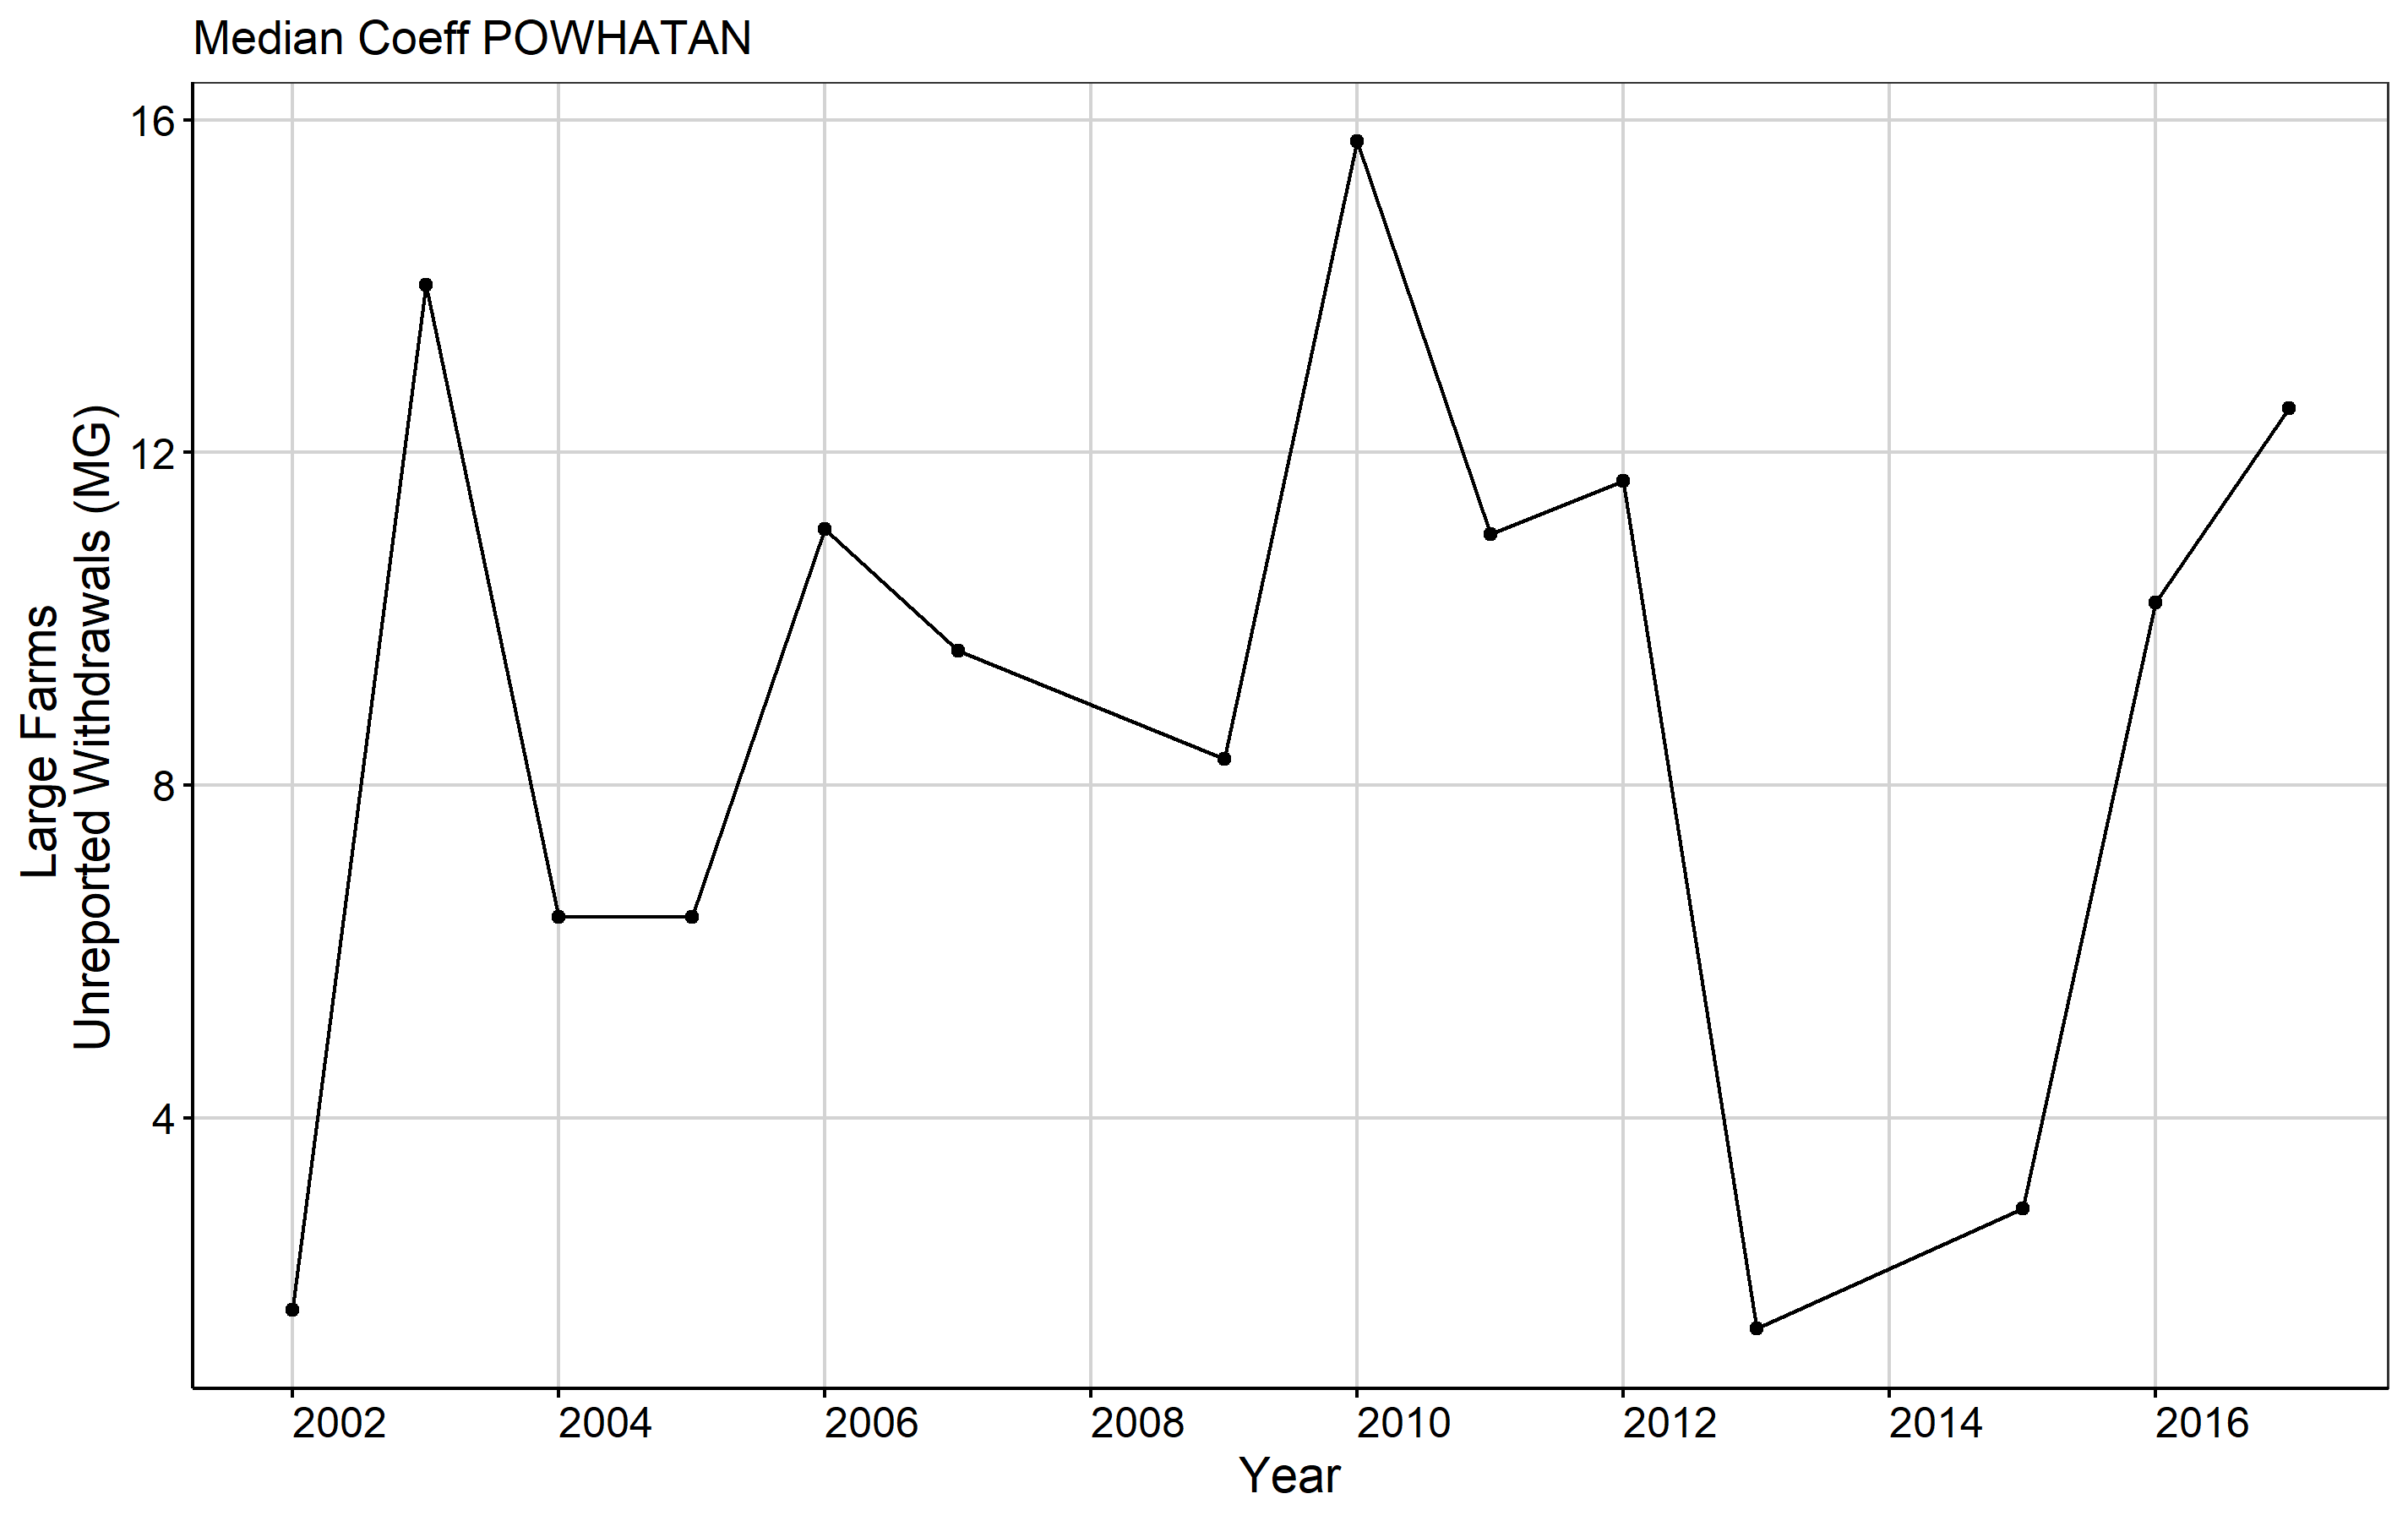 Median Coeff POWHATAN
Large Farms
Unreported Withdrawals (MG)
16
12
8
4
2002 2004 2006 2008 2010 2012 2014 2016
Year